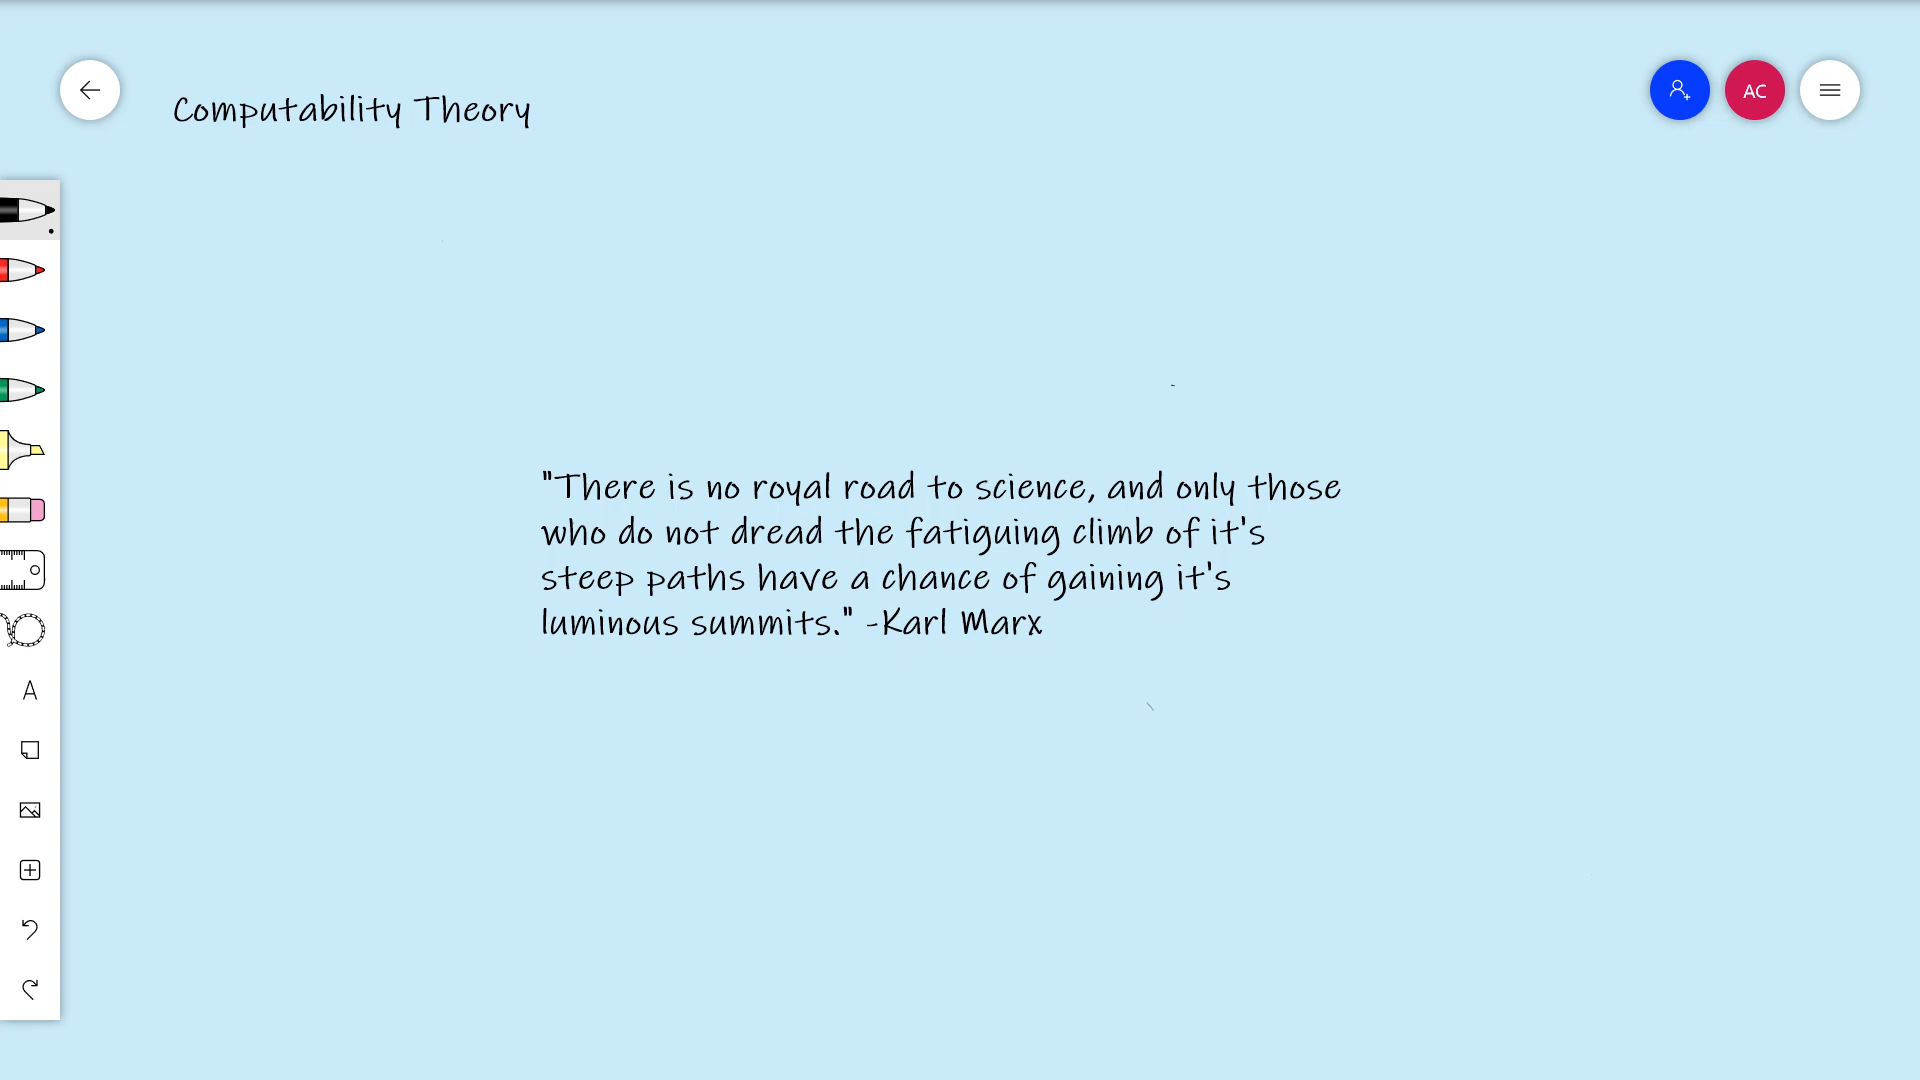 Computability Theory
AC
"There is no royal road to science, and only those
who do not dread the fatiguing climb of it's
steep paths have a chance of gaining it's
luminous summits." -Karl Marx
A